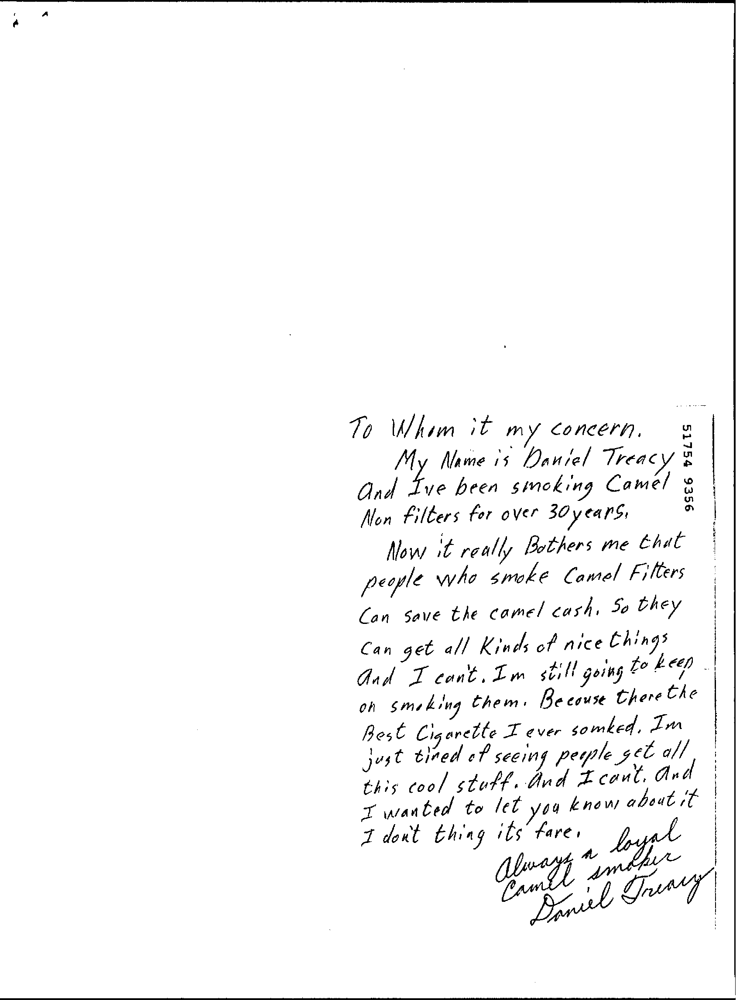 To Whom it my concern.
My Name is Daniel Treacy
And Ive been smoking Camel
Non filters for over 30 years.
Now it really Bothers me that
people who smoke Camel Filters
Can save the camel cash. So they
Can get all Kinds of nice things
And I can't. Im still going to keep
on smoking them. Because there the
Best Cigarette I ever somked. Im
just tired of seeing people get all
this cool stuff. And I can't. And
I wanted to let you know about it
I don't thing its fare.
Always a loyal
Camel smoker
Daniel Treacy
51754 9356